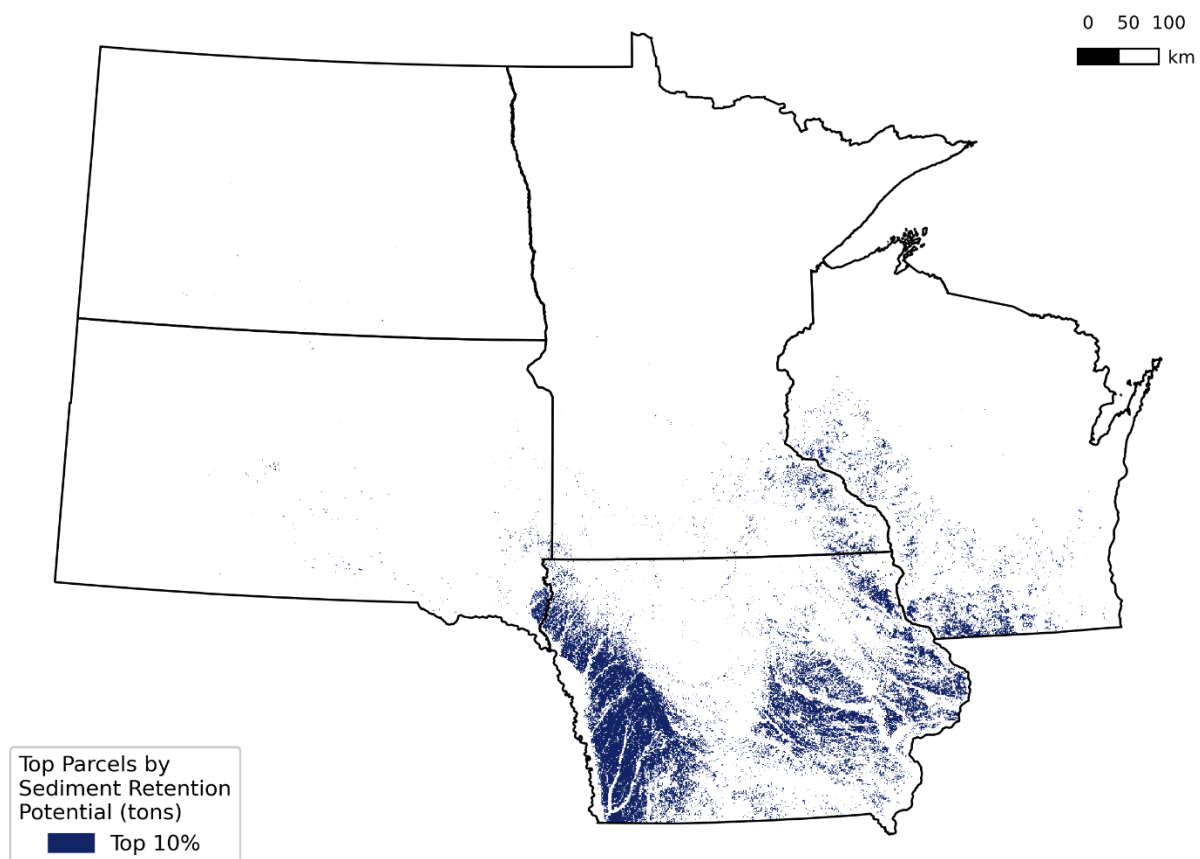 0 50 100
km
Top Parcels by
Sediment Retention
Potential (tons)
Top 10%